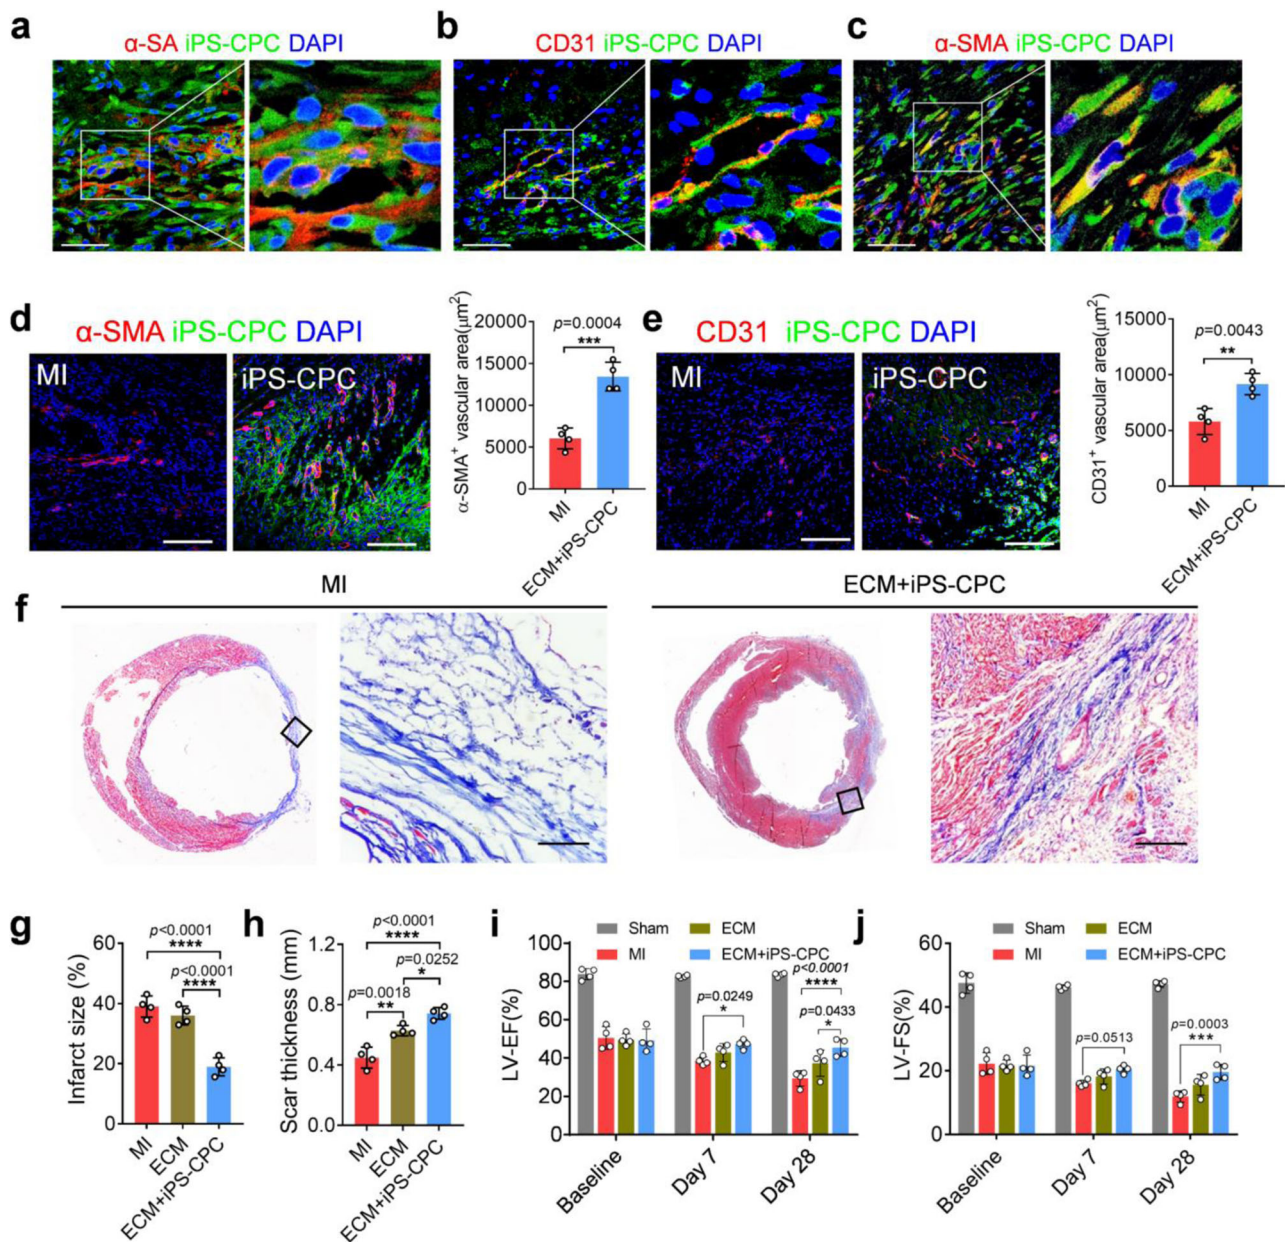 a
α-SA iPS-CPC DAPI
b
CD31 iPS-CPC DAPI
c
α-SMA iPS-CPC DAPI
d
α-SMA iPS-CPC DAPI
MI
iPS-CPC
α-SMA⁺ vascular area(μm²)
20000
15000
10000
5000
0
p=0.0004
***
MI
ECM+iPS-CPC
e
CD31 iPS-CPC DAPI
MI
iPS-CPC
CD31⁺ vascular area(μm²)
15000
10000
5000
0
p=0.0043
**
MI
ECM+iPS-CPC
f
MI
ECM+iPS-CPC
g
Infarct size (%)
60
40
20
0
p<0.0001
****
p<0.0001
****
MI
ECM
ECM+iPS-CPC
h
Scar thickness (mm)
1.2
0.8
0.4
0.0
p<0.0001
****
p=0.0252
*
p=0.0018
**
MI
ECM
ECM+iPS-CPC
i
Sham
ECM
MI
ECM+iPS-CPC
LV-EF(%)
100
80
60
40
20
0
p=0.0249
*
p<0.0001
****
p=0.0433
*
Baseline
Day 7
Day 28
j
Sham
ECM
MI
ECM+iPS-CPC
LV-FS(%)
60
40
20
0
p=0.0513
p=0.0003
***
Baseline
Day 7
Day 28